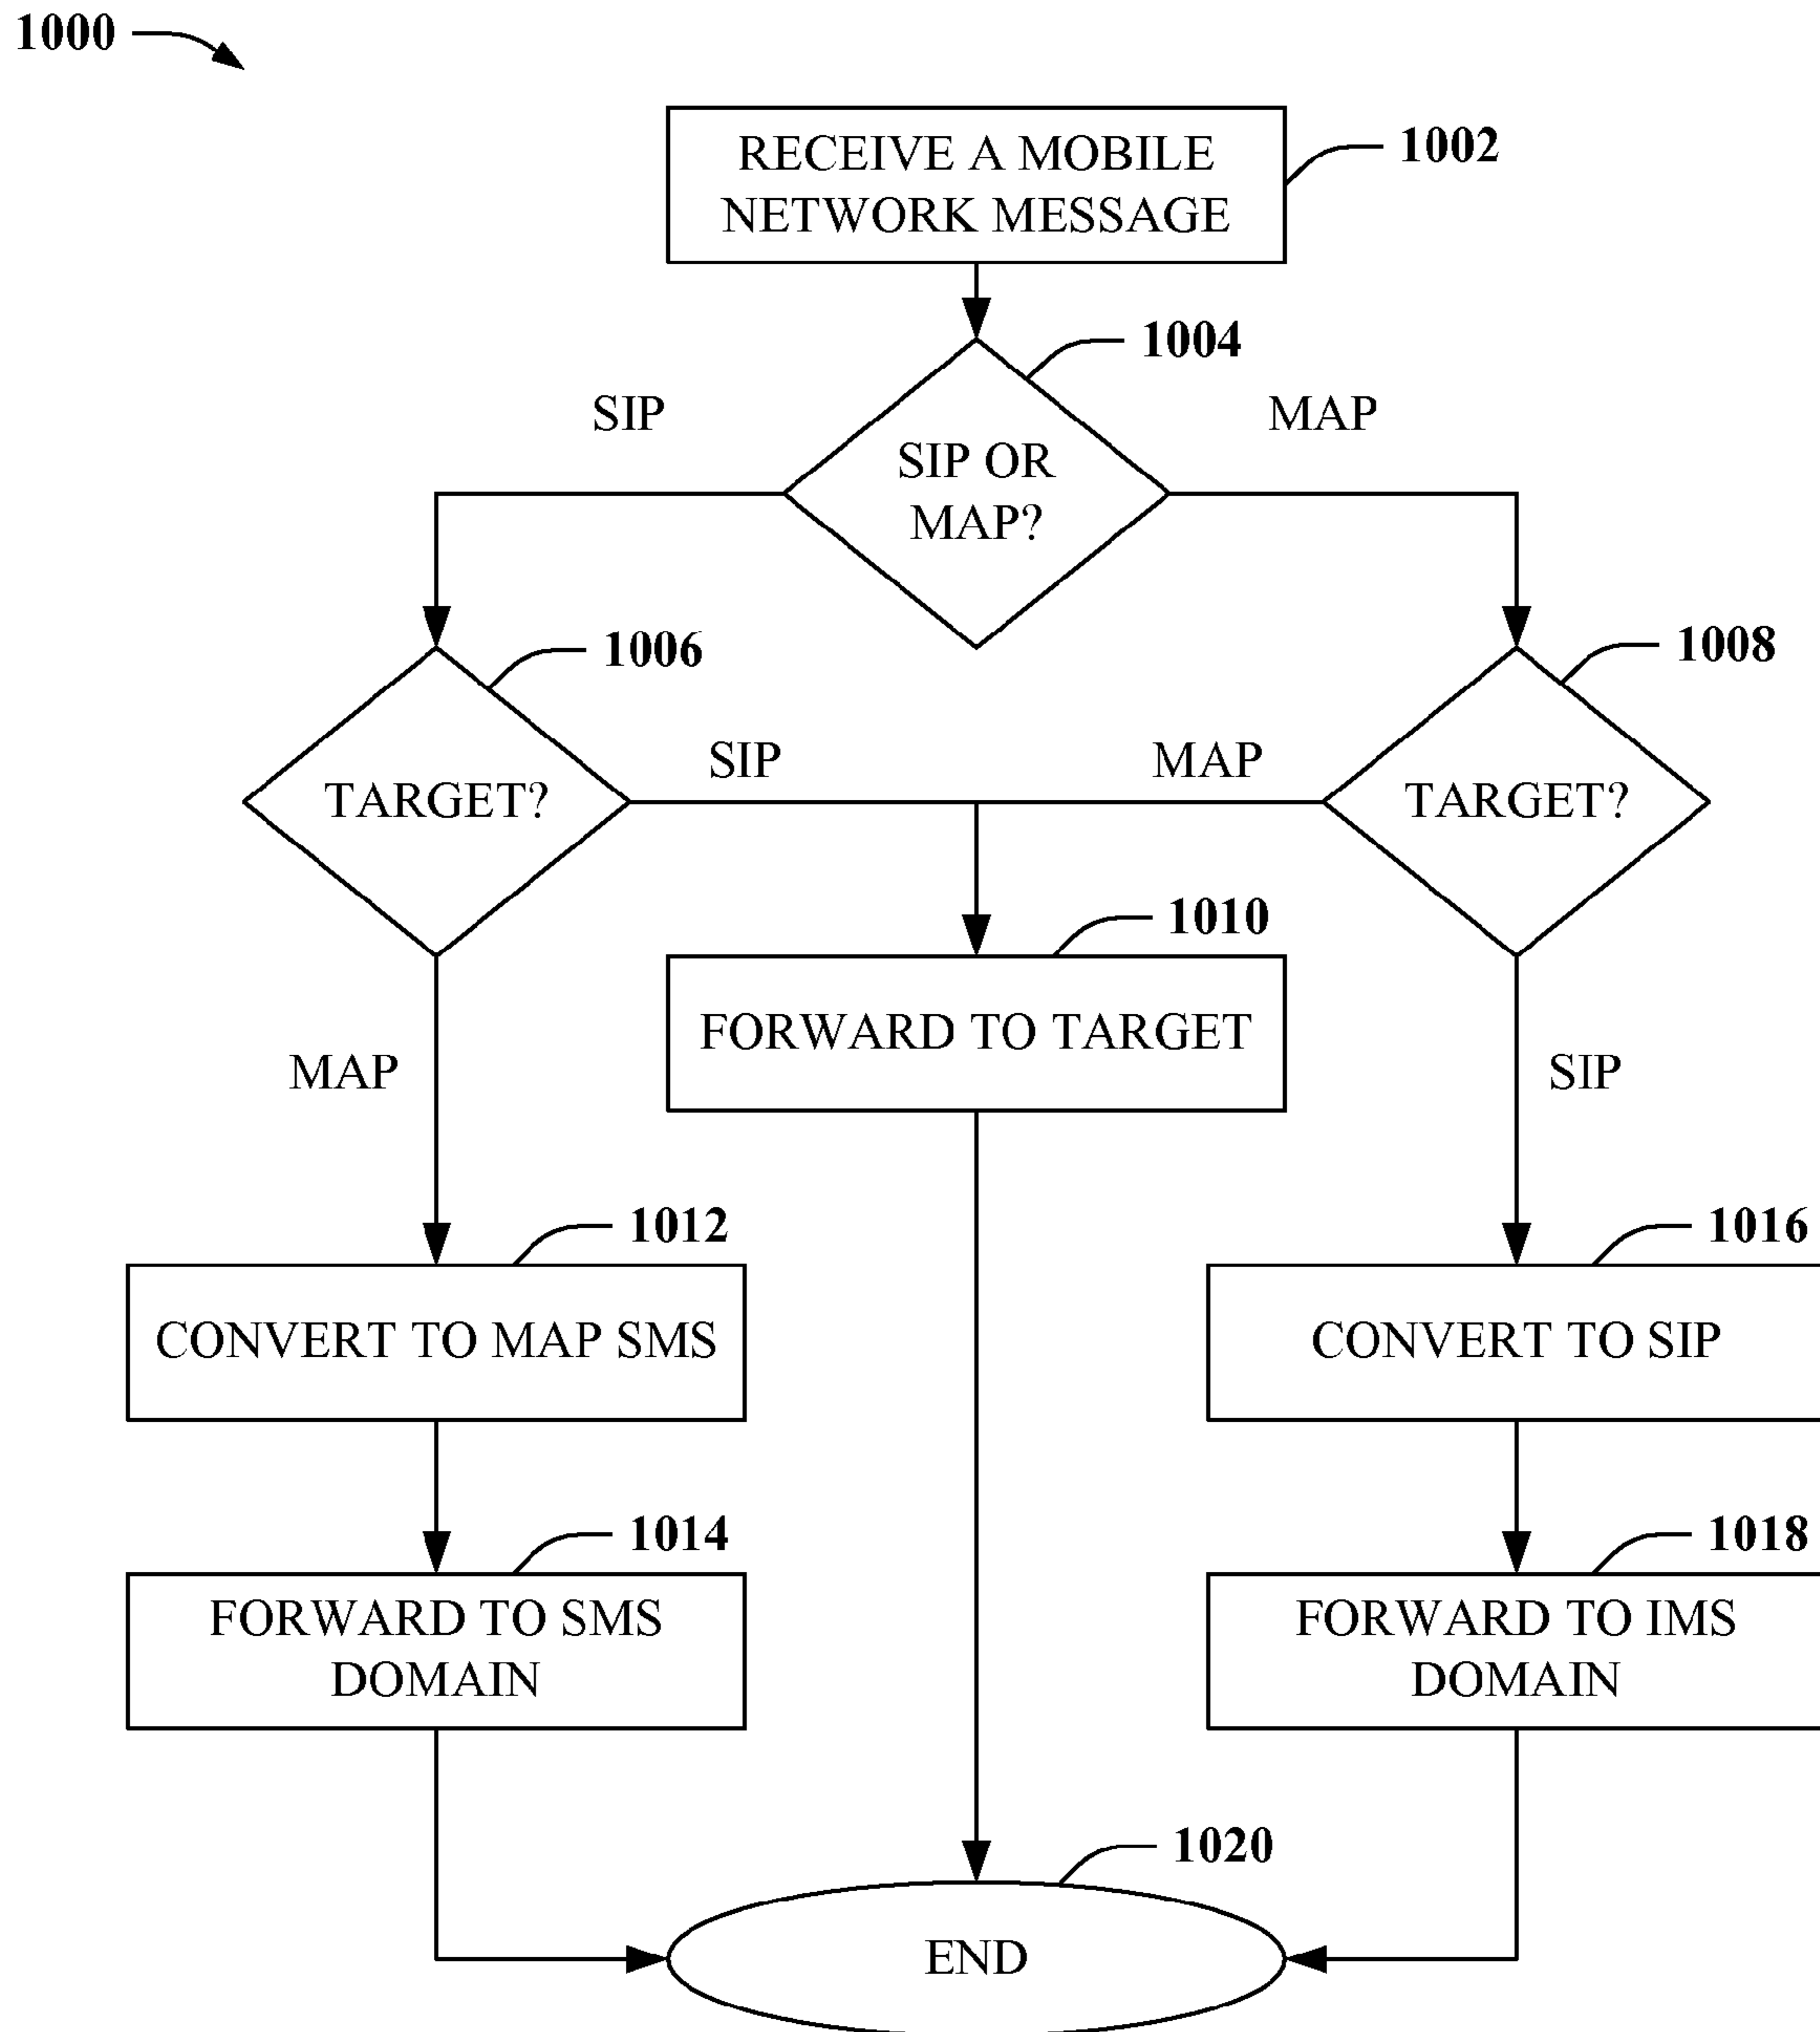 1000
RECEIVE A MOBILE
NETWORK MESSAGE
1002
1004
SIP
MAP
SIP OR
MAP?
1006
1008
TARGET?
SIP
MAP
TARGET?
1010
FORWARD TO TARGET
MAP
SIP
1012
1016
CONVERT TO MAP SMS
CONVERT TO SIP
1014
1018
FORWARD TO SMS
DOMAIN
FORWARD TO IMS
DOMAIN
1020
END